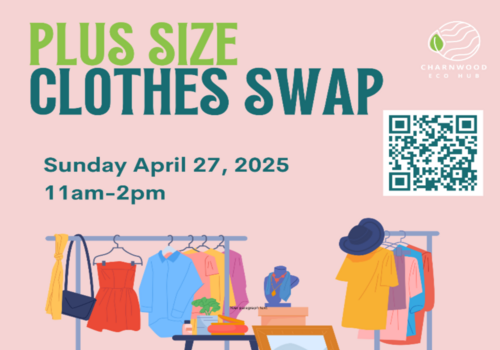 PLUS SIZE
CLOTHES SWAP
CHARNWOOD
ECO HUB
Sunday April 27, 2025
11am-2pm